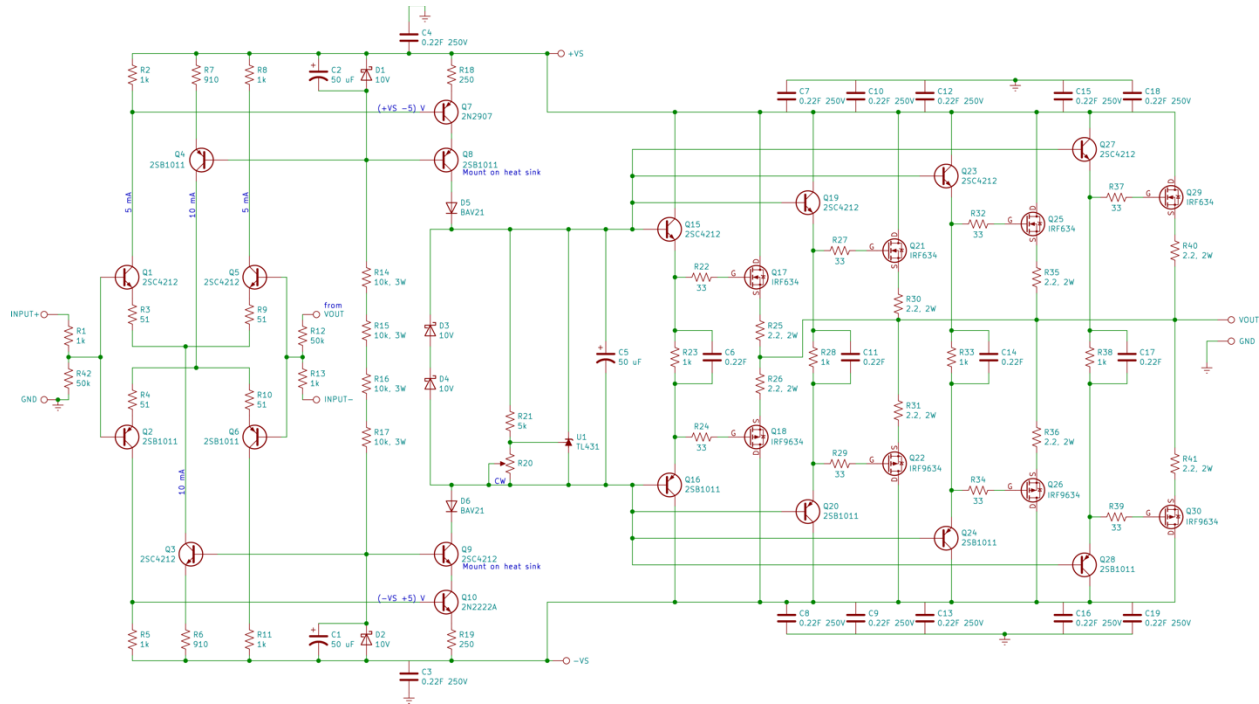 C4
0.22F 250V
+VS
R2
1k
R7
910
R8
1k
C2
50 uF
D1
10V
R18
250
(+VS -5) V
Q7
2N2907
Q4
2SB1011
Q8
2SB1011
Mount on heat sink
5 mA
10 mA
5 mA
D5
BAV21
Q1
2SC4212
Q5
2SC4212
R3
51
R9
51
INPUT+
R1
1k
R42
50k
GND
from
VOUT
R12
50k
R13
1k
INPUT-
R4
51
R10
51
Q2
2SB1011
Q6
2SB1011
10 mA
Q3
2SC4212
R14
10k, 3W
R15
10k, 3W
R16
10k, 3W
R17
10k, 3W
D3
10V
D4
10V
R21
5k
R20
CW
U1
TL431
C5
50 uF
D6
BAV21
Q9
2SC4212
Mount on heat sink
(-VS +5) V
Q10
2N2222A
R5
1k
R6
910
R11
1k
C1
50 uF
D2
10V
R19
250
-VS
C3
0.22F 250V
C7
0.22F 250V
C10
0.22F 250V
C12
0.22F 250V
C15
0.22F 250V
C18
0.22F 250V
Q15
2SC4212
R22
33
G
D
S
Q17
IRF634
R25
2.2, 2W
R23
1k
C6
0.22F
R26
2.2, 2W
R24
33
G
S
D
Q18
IRF9634
Q16
2SB1011
Q19
2SC4212
R27
33
G
D
S
Q21
IRF634
R30
2.2, 2W
R28
1k
C11
0.22F
R31
2.2, 2W
R29
33
G
S
D
Q22
IRF9634
Q20
2SB1011
Q23
2SC4212
R32
33
G
D
S
Q25
IRF634
R35
2.2, 2W
R33
1k
C14
0.22F
R36
2.2, 2W
R34
33
G
S
D
Q26
IRF9634
Q24
2SB1011
Q27
2SC4212
R37
33
G
D
S
Q29
IRF634
R40
2.2, 2W
R38
1k
C17
0.22F
R41
2.2, 2W
R39
33
G
S
D
Q30
IRF9634
Q28
2SB1011
VOUT
GND
C8
0.22F 250V
C9
0.22F 250V
C13
0.22F 250V
C16
0.22F 250V
C19
0.22F 250V